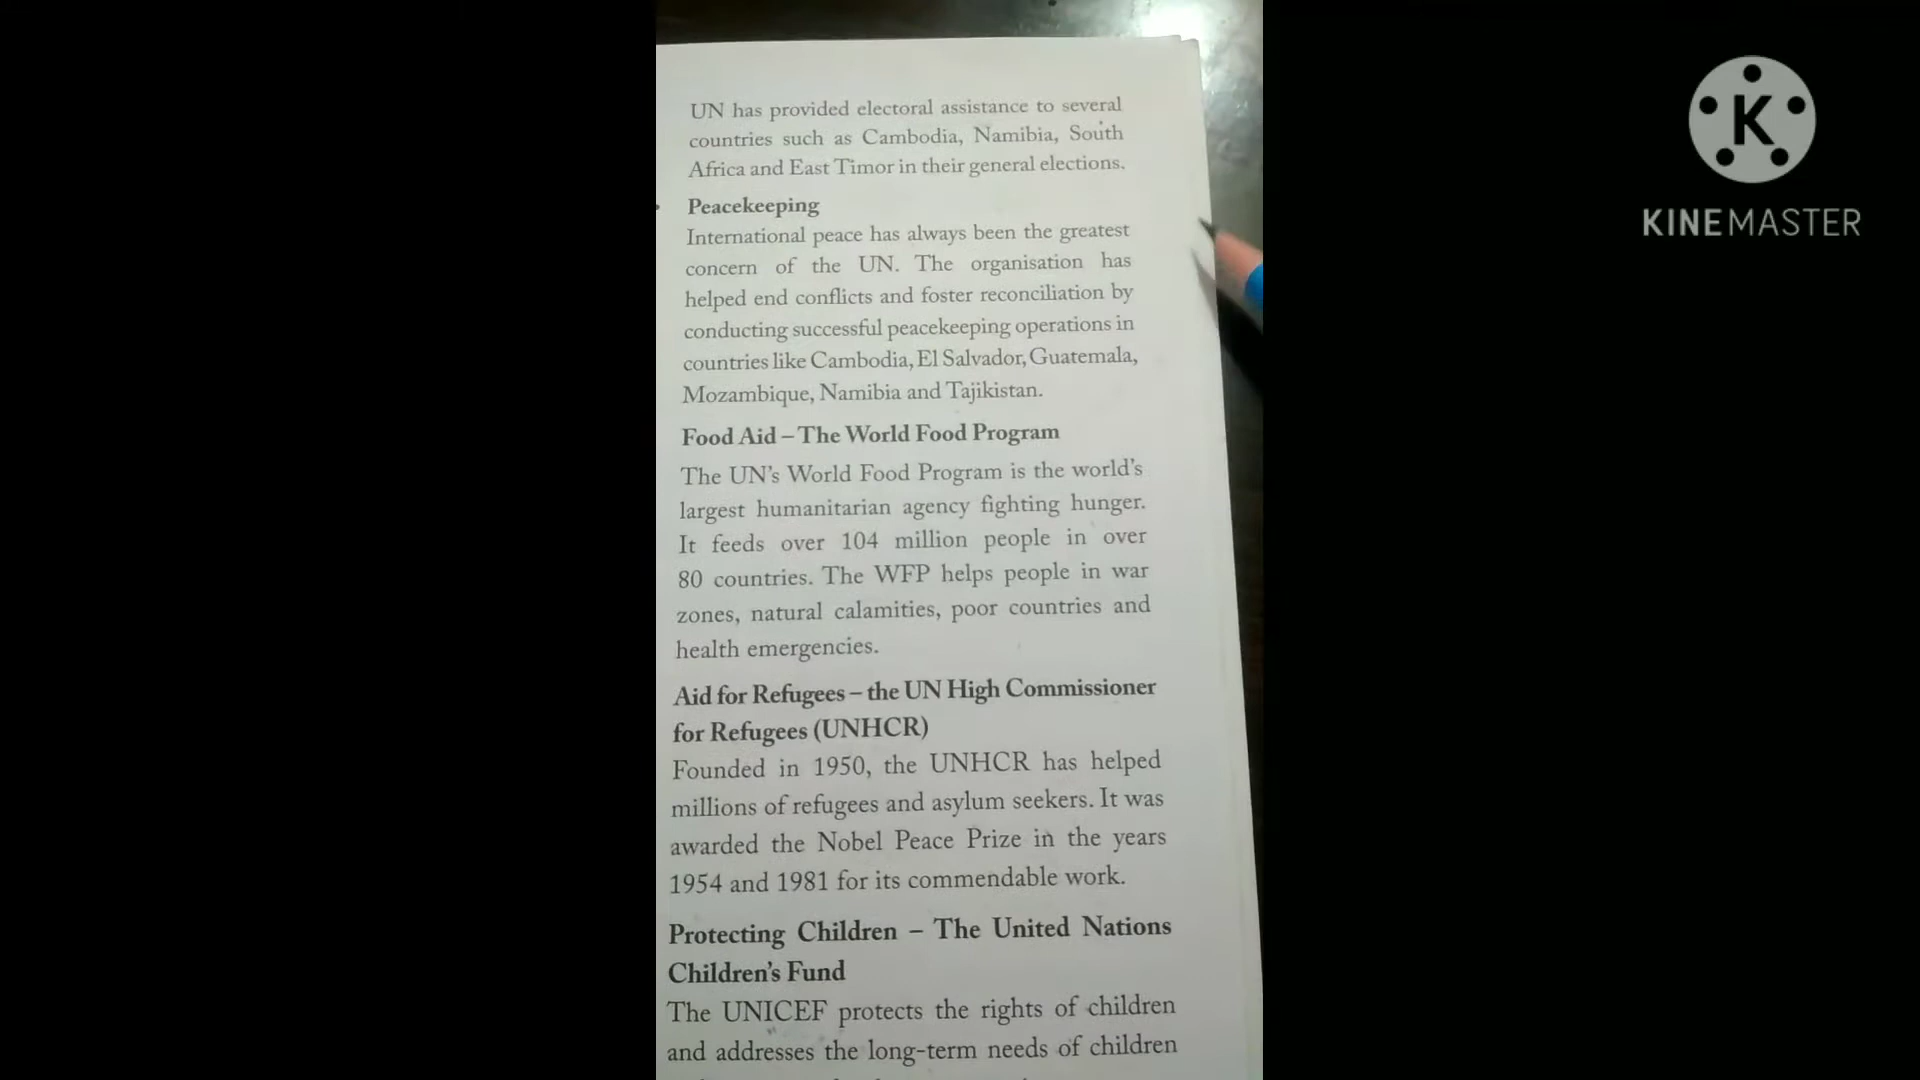 UN has provided electoral assistance to several
countries such as Cambodia, Namibia, South
Africa and East Timor in their general elections.
Peacekeeping
International peace has always been the greatest
concern of the UN. The organisation has
helped end conflicts and foster reconciliation by
conducting successful peacekeeping operations in
countries like Cambodia, El Salvador, Guatemala,
Mozambique, Namibia and Tajikistan.
Food Aid – The World Food Program
The UN's World Food Program is the world's
largest humanitarian agency fighting hunger.
It feeds over 104 million people in over
80 countries. The WFP helps people in war
zones, natural calamities, poor countries and
health emergencies.
Aid for Refugees – the UN High Commissioner
for Refugees (UNHCR)
Founded in 1950, the UNHCR has helped
millions of refugees and asylum seekers. It was
awarded the Nobel Peace Prize in the years
1954 and 1981 for its commendable work.
Protecting Children – The United Nations
Children's Fund
The UNICEF protects the rights of children
and addresses the long-term needs of children
K
KINEMASTER